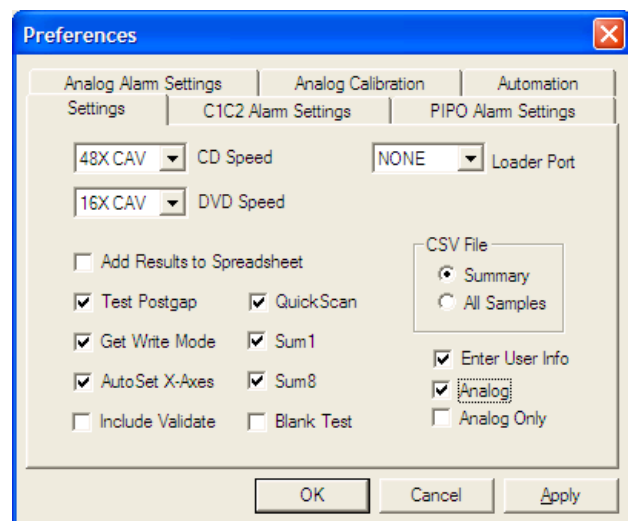 Preferences
Analog Alarm Settings
Analog Calibration
Automation
Settings
C1C2 Alarm Settings
PIPO Alarm Settings
48X CAV
CD Speed
NONE
Loader Port
16X CAV
DVD Speed
CSV File
Summary
All Samples
Add Results to Spreadsheet
Test Postgap
QuickScan
Get Write Mode
Sum1
AutoSet X-Axes
Sum8
Include Validate
Blank Test
Enter User Info
Analog
Analog Only
OK
Cancel
Apply